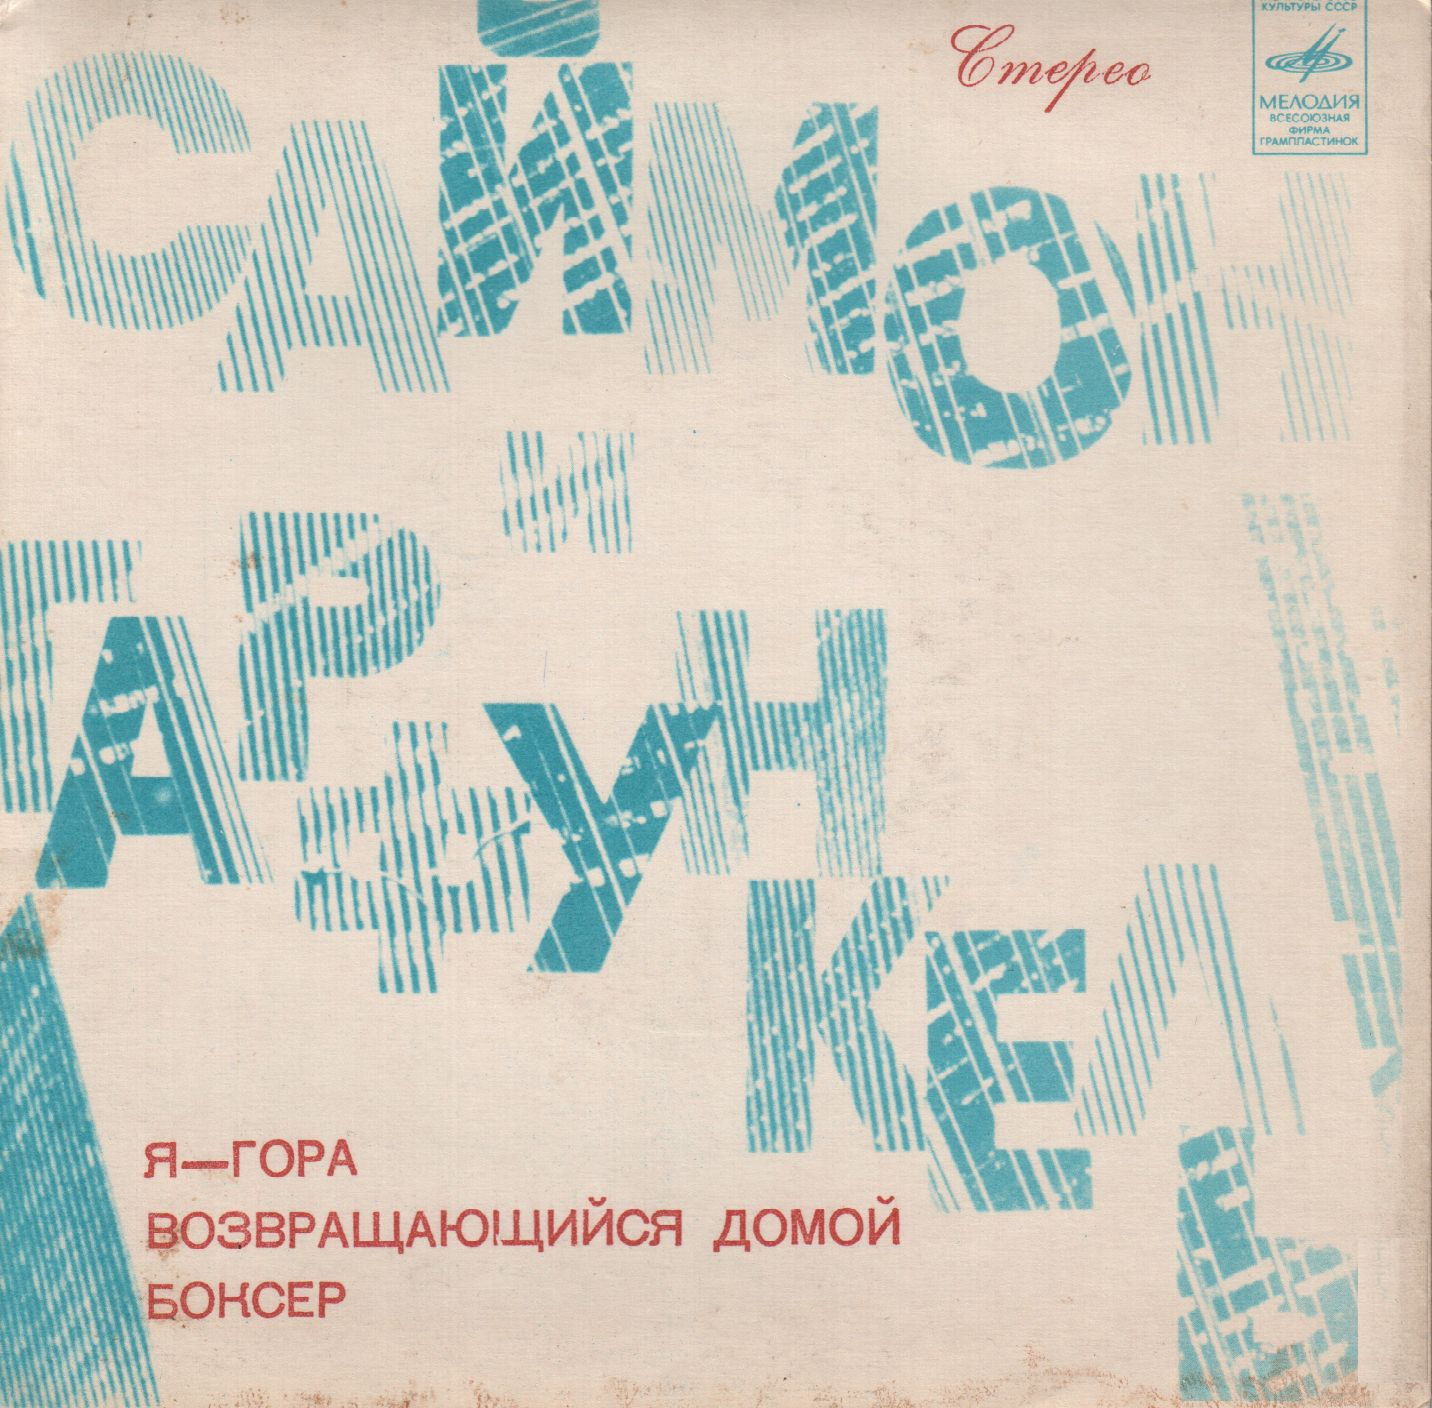 Стерео
КУЛЬТУРЫ СССР
МЕЛОДИЯ
ВСЕСОЮЗНАЯ
ФИРМА
ГРАМПЛАСТИНОК
САЙМОН
И
ГАРФУНКЕЛЬ
Я—ГОРА
ВОЗВРАЩАЮЩИЙСЯ ДОМОЙ
БОКСЕР